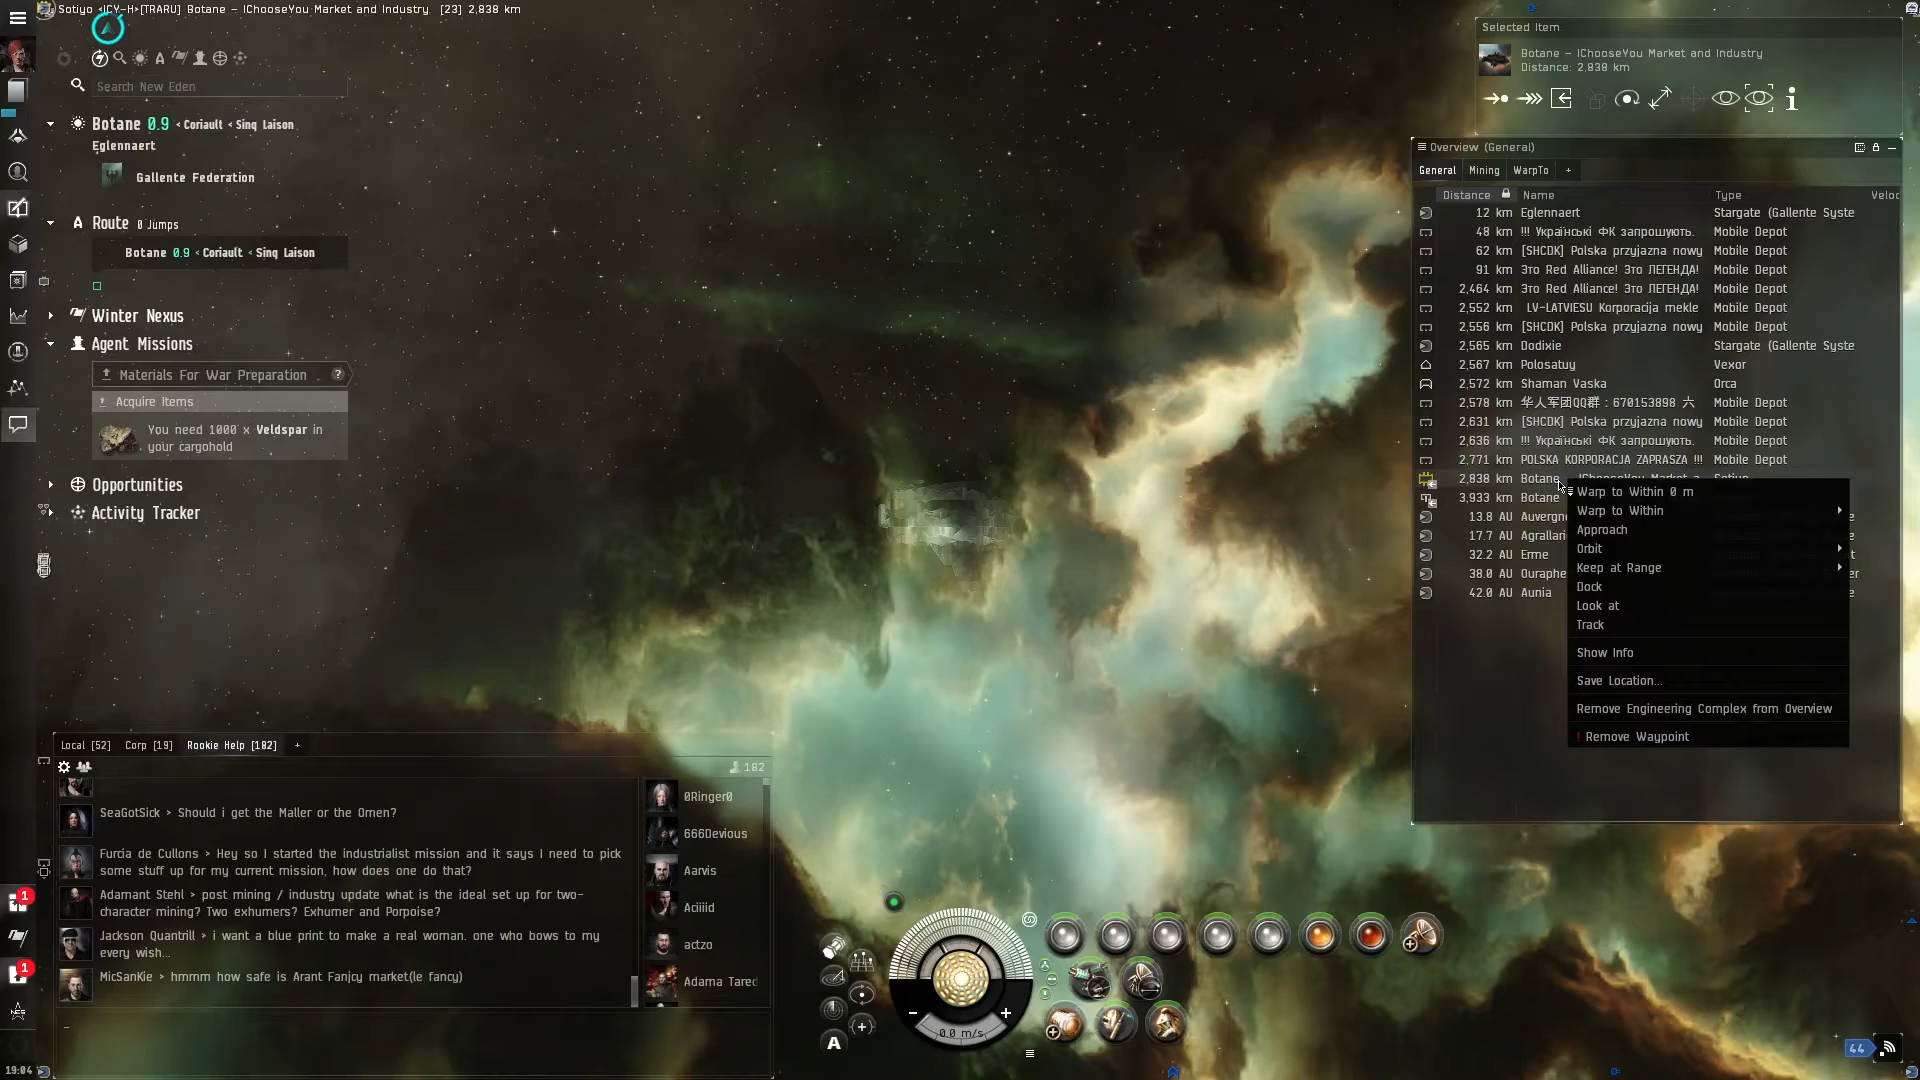 Sotiyo <ICY-H>[TRARU] Botane - IChooseYou Market and Industry [23] 2,838 km
Search New Eden
Botane 0.9 < Coriault < Sinq Laison
Eglennaert
Gallente Federation
Route 0 Jumps
Botane 0.9 < Coriault < Sinq Laison
Winter Nexus
Agent Missions
Materials For War Preparation ?
Acquire Items
You need 1000 x Veldspar in
your cargohold
Opportunities
Activity Tracker
Selected Item
Botane - IChooseYou Market and Industry
Distance: 2,838 km
Overview (General)
General Mining WarpTo +
Distance Name Type Veloc
12 km Eglennaert Stargate (Gallente Syste
48 km !!! Українські ФК запрошують. Mobile Depot
62 km [SHCDK] Polska przyjazna nowy Mobile Depot
91 km Это Red Alliance! Это ЛЕГЕНДА! Mobile Depot
2,464 km Это Red Alliance! Это ЛЕГЕНДА! Mobile Depot
2,552 km LV-LATVIESU Korporacija mekle Mobile Depot
2,556 km [SHCDK] Polska przyjazna nowy Mobile Depot
2,565 km Dodixie Stargate (Gallente Syste
2,567 km Polosatuy Vexor
2,572 km Shaman Vaska Orca
2,578 km 华人军团QQ群：670153898 六 Mobile Depot
2,631 km [SHCDK] Polska przyjazna nowy Mobile Depot
2,636 km !!! Українські ФК запрошують. Mobile Depot
2,771 km POLSKA KORPORACJA ZAPRASZA !!! Mobile Depot
2,838 km Botane - IChooseYou Market a Sotiyo
3,933 km Botane
13.8 AU Auvergne
17.7 AU Agrallari
32.2 AU Erme
38.0 AU Ouraphe
42.0 AU Aunia
Warp to Within 0 m
Warp to Within
Approach
Orbit
Keep at Range
Dock
Look at
Track
Show Info
Save Location...
Remove Engineering Complex from Overview
! Remove Waypoint
Local [52] Corp [19] Rookie Help [182] +
182
SeaGotSick > Should i get the Maller or the Omen?
Furcia de Cullons > Hey so I started the industrialist mission and it says I need to pick
some stuff up for my current mission, how does one do that?
Adamant Stehl > post mining / industry update what is the ideal set up for two-
character mining? Two exhumers? Exhumer and Porpoise?
Jackson Quantrill > i want a blue print to make a real woman. one who bows to my
every wish...
MicSanKie > hmmm how safe is Arant Fanjcy market(le fancy)
0Ringer0
666Devious
Aarvis
Aciiiid
actzo
Adama Tared
0.0 m/s
A
1
1
19:04
44